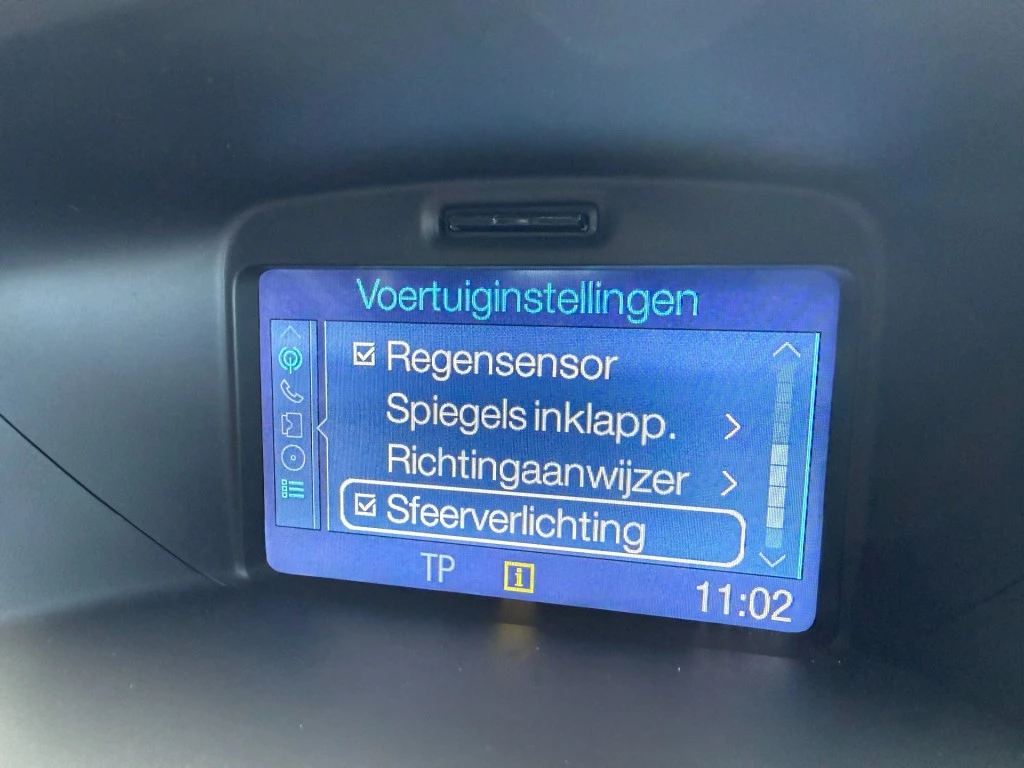 Voertuiginstellingen
Regensensor
Spiegels inklapp.
Richtingaanwijzer
Sfeerverlichting
TP i
11:02